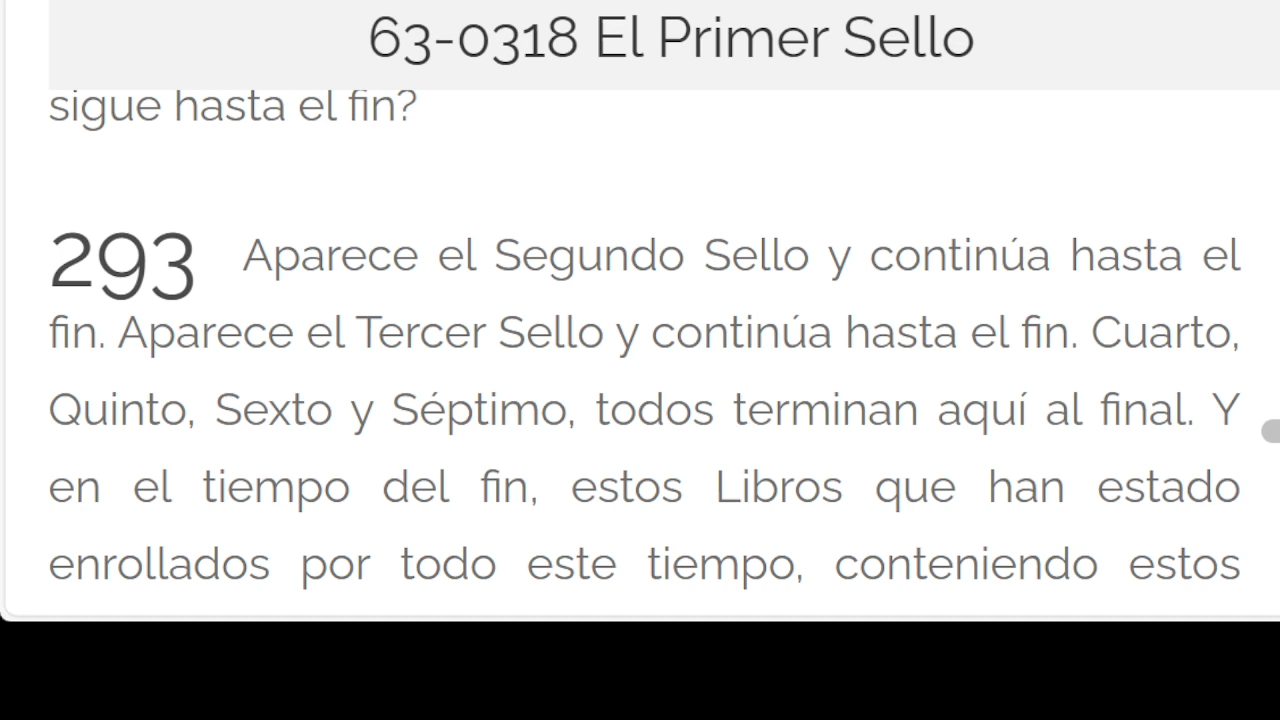 63-0318 El Primer Sello
sigue hasta el fin?
293 Aparece el Segundo Sello y continúa hasta el
fin. Aparece el Tercer Sello y continúa hasta el fin. Cuarto,
Quinto, Sexto y Séptimo, todos terminan aquí al final. Y
en el tiempo del fin, estos Libros que han estado
enrollados por todo este tiempo, conteniendo estos